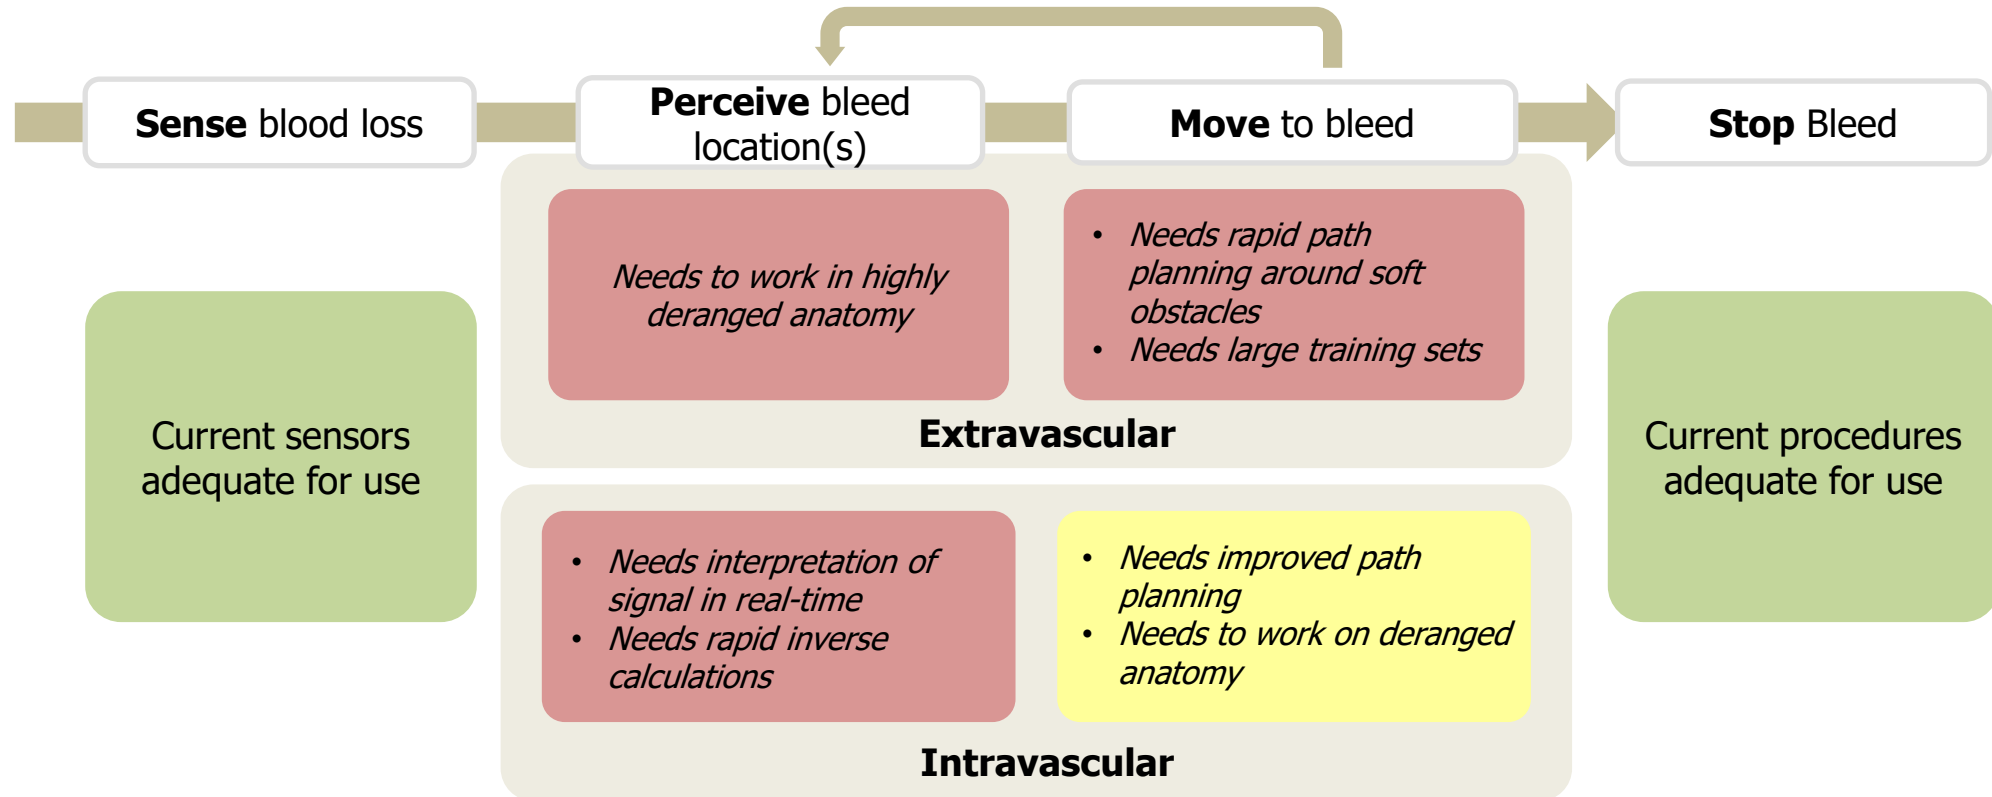 Sense blood loss
Perceive bleed
location(s)
Move to bleed
Stop Bleed
Current sensors
adequate for use
Needs to work in highly
deranged anatomy
• Needs rapid path
planning around soft
obstacles
• Needs large training sets
Extravascular
• Needs interpretation of
signal in real-time
• Needs rapid inverse
calculations
• Needs improved path
planning
• Needs to work on deranged
anatomy
Intravascular
Current procedures
adequate for use